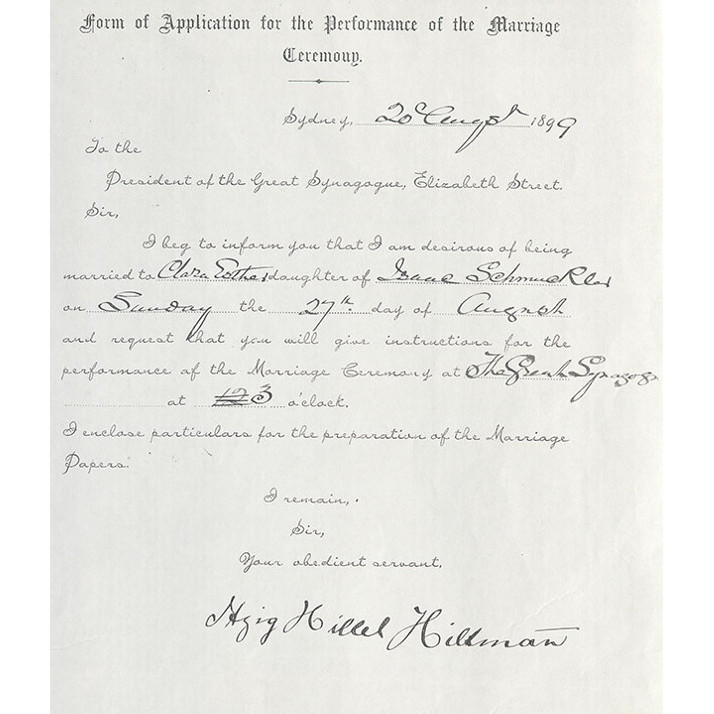 Form of Application for the Performance of the Marriage
Ceremony.
Sydney, 20 Augst 1899
To the
President of the Great Synagogue, Elizabeth Street.
Sir,
I beg to inform you that I am desirous of being
married to Clara Esther daughter of Isaac Schmuckler
on Sunday the 27th day of August
and request that you will give instructions for the
performance of the Marriage Ceremony at The Great Synagog
at 3 o'clock.
I enclose particulars for the preparation of the Marriage
Papers.
I remain,
Sir,
Your obedient servant,
Hillel Hillman